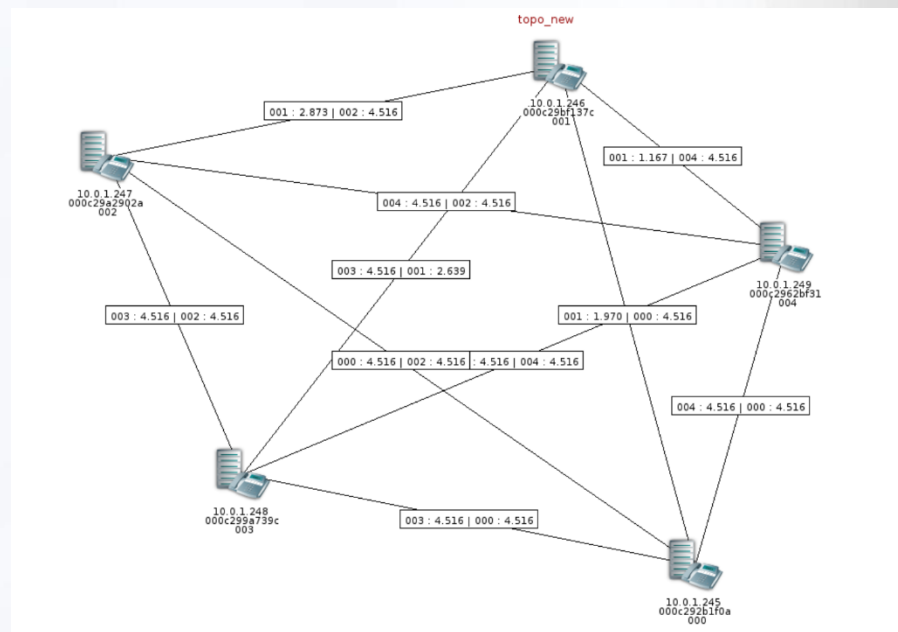 topo_new
10.0.1.246
000c29bf137c
001
001 : 2.873 | 002 : 4.516
001 : 1.167 | 004 : 4.516
10.0.1.247
000c29a2902a
002
004 : 4.516 | 002 : 4.516
003 : 4.516 | 001 : 2.639
10.0.1.249
000c2962bf31
004
003 : 4.516 | 002 : 4.516
001 : 1.970 | 000 : 4.516
000 : 4.516 | 002 : 4.516
: 4.516 | 004 : 4.516
004 : 4.516 | 000 : 4.516
10.0.1.248
000c299a739c
003
003 : 4.516 | 000 : 4.516
10.0.1.245
000c292b1f0a
000